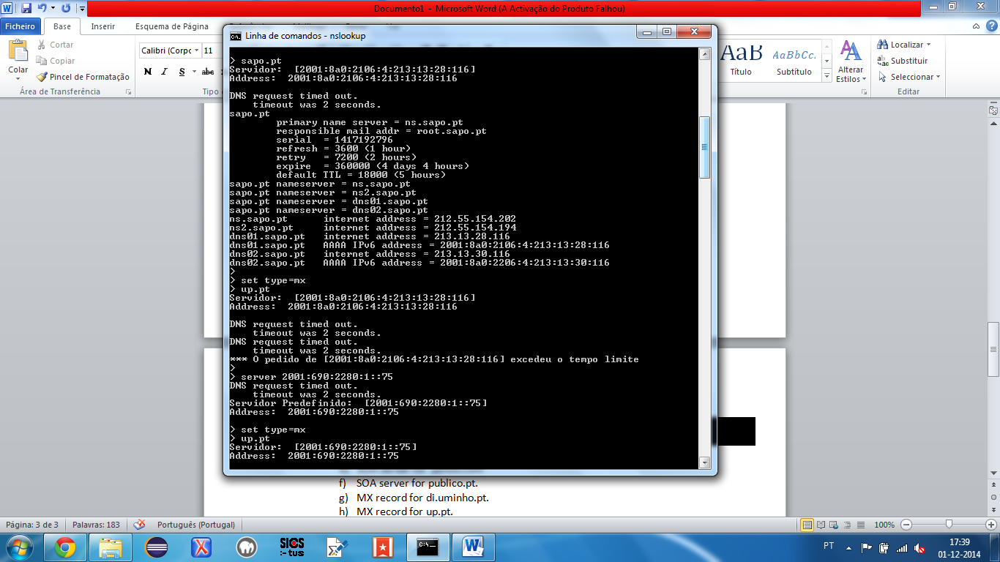 Documento1 - Microsoft Word (A Activação do Produto Falhou)
Ficheiro Base Inserir Esquema de Página
Colar
Cortar
Copiar
Pincel de Formatação
Área de Transferência
Calibri (Corpo 11
N I S abc
Tipo d
AaB AaBbCc
Título Subtítulo
Alterar Estilos
Localizar
Substituir
Seleccionar
Editar
Linha de comandos - nslookup
> sapo.pt
Servidor: [2001:8a0:2106:4:213:13:28:116]
Address: 2001:8a0:2106:4:213:13:28:116
DNS request timed out.
timeout was 2 seconds.
sapo.pt
primary name server = ns.sapo.pt
responsible mail addr = root.sapo.pt
serial = 1417192796
refresh = 3600 (1 hour)
retry = 7200 (2 hours)
expire = 360000 (4 days 4 hours)
default TTL = 18000 (5 hours)
sapo.pt nameserver = ns.sapo.pt
sapo.pt nameserver = ns2.sapo.pt
sapo.pt nameserver = dns01.sapo.pt
sapo.pt nameserver = dns02.sapo.pt
ns.sapo.pt internet address = 212.55.154.202
ns2.sapo.pt internet address = 212.55.154.194
dns01.sapo.pt internet address = 213.13.28.116
dns01.sapo.pt AAAA IPv6 address = 2001:8a0:2106:4:213:13:28:116
dns02.sapo.pt internet address = 213.13.30.116
dns02.sapo.pt AAAA IPv6 address = 2001:8a0:2206:4:213:13:30:116
>
> set type=mx
> up.pt
Servidor: [2001:8a0:2106:4:213:13:28:116]
Address: 2001:8a0:2106:4:213:13:28:116
DNS request timed out.
timeout was 2 seconds.
DNS request timed out.
timeout was 2 seconds.
*** O pedido de [2001:8a0:2106:4:213:13:28:116] excedeu o tempo limite
>
> server 2001:690:2280:1::75
DNS request timed out.
timeout was 2 seconds.
Servidor Predefinido: [2001:690:2280:1::75]
Address: 2001:690:2280:1::75
> set type=mx
> up.pt
Servidor: [2001:690:2280:1::75]
Address: 2001:690:2280:1::75
f) SOA server for publico.pt.
g) MX record for di.uminho.pt.
h) MX record for up.pt.
Página: 3 de 3 Palavras: 183 Português (Portugal) 100%
SICS
:-tus
PT 17:39
01-12-2014